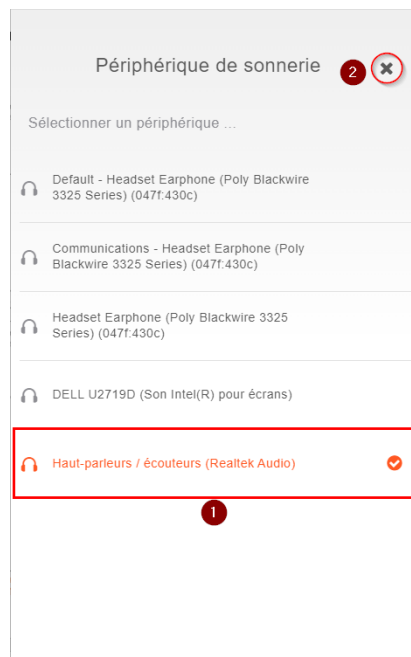 Périphérique de sonnerie
2
Sélectionner un périphérique ...
Default - Headset Earphone (Poly Blackwire
3325 Series) (047f:430c)
Communications - Headset Earphone (Poly
Blackwire 3325 Series) (047f:430c)
Headset Earphone (Poly Blackwire 3325
Series) (047f:430c)
DELL U2719D (Son Intel(R) pour écrans)
Haut-parleurs / écouteurs (Realtek Audio)
1